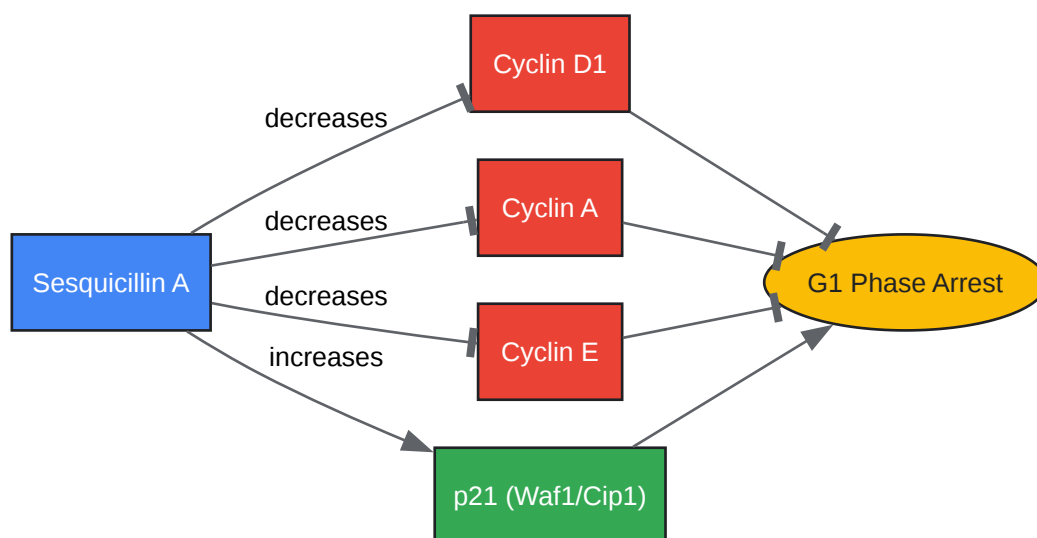 Cyclin D1
decreases
Cyclin A
decreases
Sesquicillin A
G1 Phase Arrest
decreases
Cyclin E
increases
p21 (Waf1/Cip1)